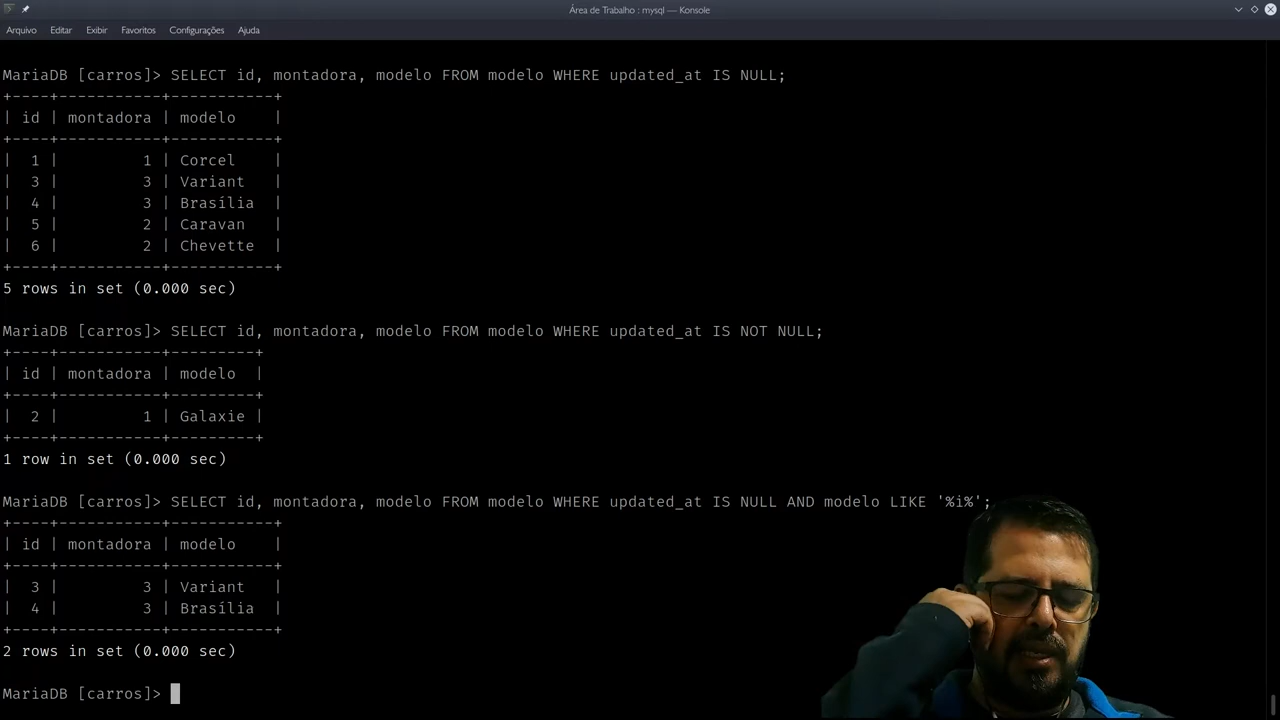 Área de Trabalho : mysql — Konsole
Arquivo Editar Exibir Favoritos Configurações Ajuda
MariaDB [carros]> SELECT id, montadora, modelo FROM modelo WHERE updated_at IS NULL;
+----+-----------+-----------+
| id | montadora | modelo    |
+----+-----------+-----------+
|  1 |         1 | Corcel    |
|  3 |         3 | Variant   |
|  4 |         3 | Brasília  |
|  5 |         2 | Caravan   |
|  6 |         2 | Chevette  |
+----+-----------+-----------+
5 rows in set (0.000 sec)
MariaDB [carros]> SELECT id, montadora, modelo FROM modelo WHERE updated_at IS NOT NULL;
+----+-----------+---------+
| id | montadora | modelo  |
+----+-----------+---------+
|  2 |         1 | Galaxie |
+----+-----------+---------+
1 row in set (0.000 sec)
MariaDB [carros]> SELECT id, montadora, modelo FROM modelo WHERE updated_at IS NULL AND modelo LIKE '%i%';
+----+-----------+-----------+
| id | montadora | modelo    |
+----+-----------+-----------+
|  3 |         3 | Variant   |
|  4 |         3 | Brasília  |
+----+-----------+-----------+
2 rows in set (0.000 sec)
MariaDB [carros]>